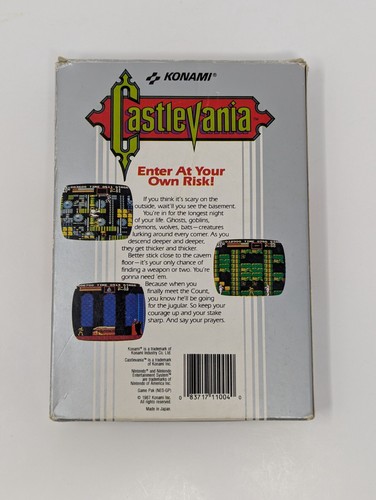 KONAMI®
Castlevania™
Enter At Your
Own Risk!
If you think it's scary on the
outside, wait'll you see the basement.
You're in for the longest night
of your life. Ghosts, goblins,
demons, wolves, bats—creatures
lurking around every corner. As you
descend deeper and deeper,
they get thicker and thicker.
Better stick close to the cavern
floor—it's your only chance of
finding a weapon or two. You're
gonna need 'em.
Because when you
finally meet the Count,
you know he'll be going
for the jugular. So keep your
courage up and your stake
sharp. And say your prayers.
Konami® is a trademark of
Konami Industry Co. Ltd.
Castlevania™ is a trademark
of Konami Inc.
Nintendo® and Nintendo
Entertainment System™
are trademarks of
Nintendo of America Inc.
Game Pak (NES-GP)
© 1987 Konami Inc.
All rights reserved
Made in Japan
0 83717 11004 0